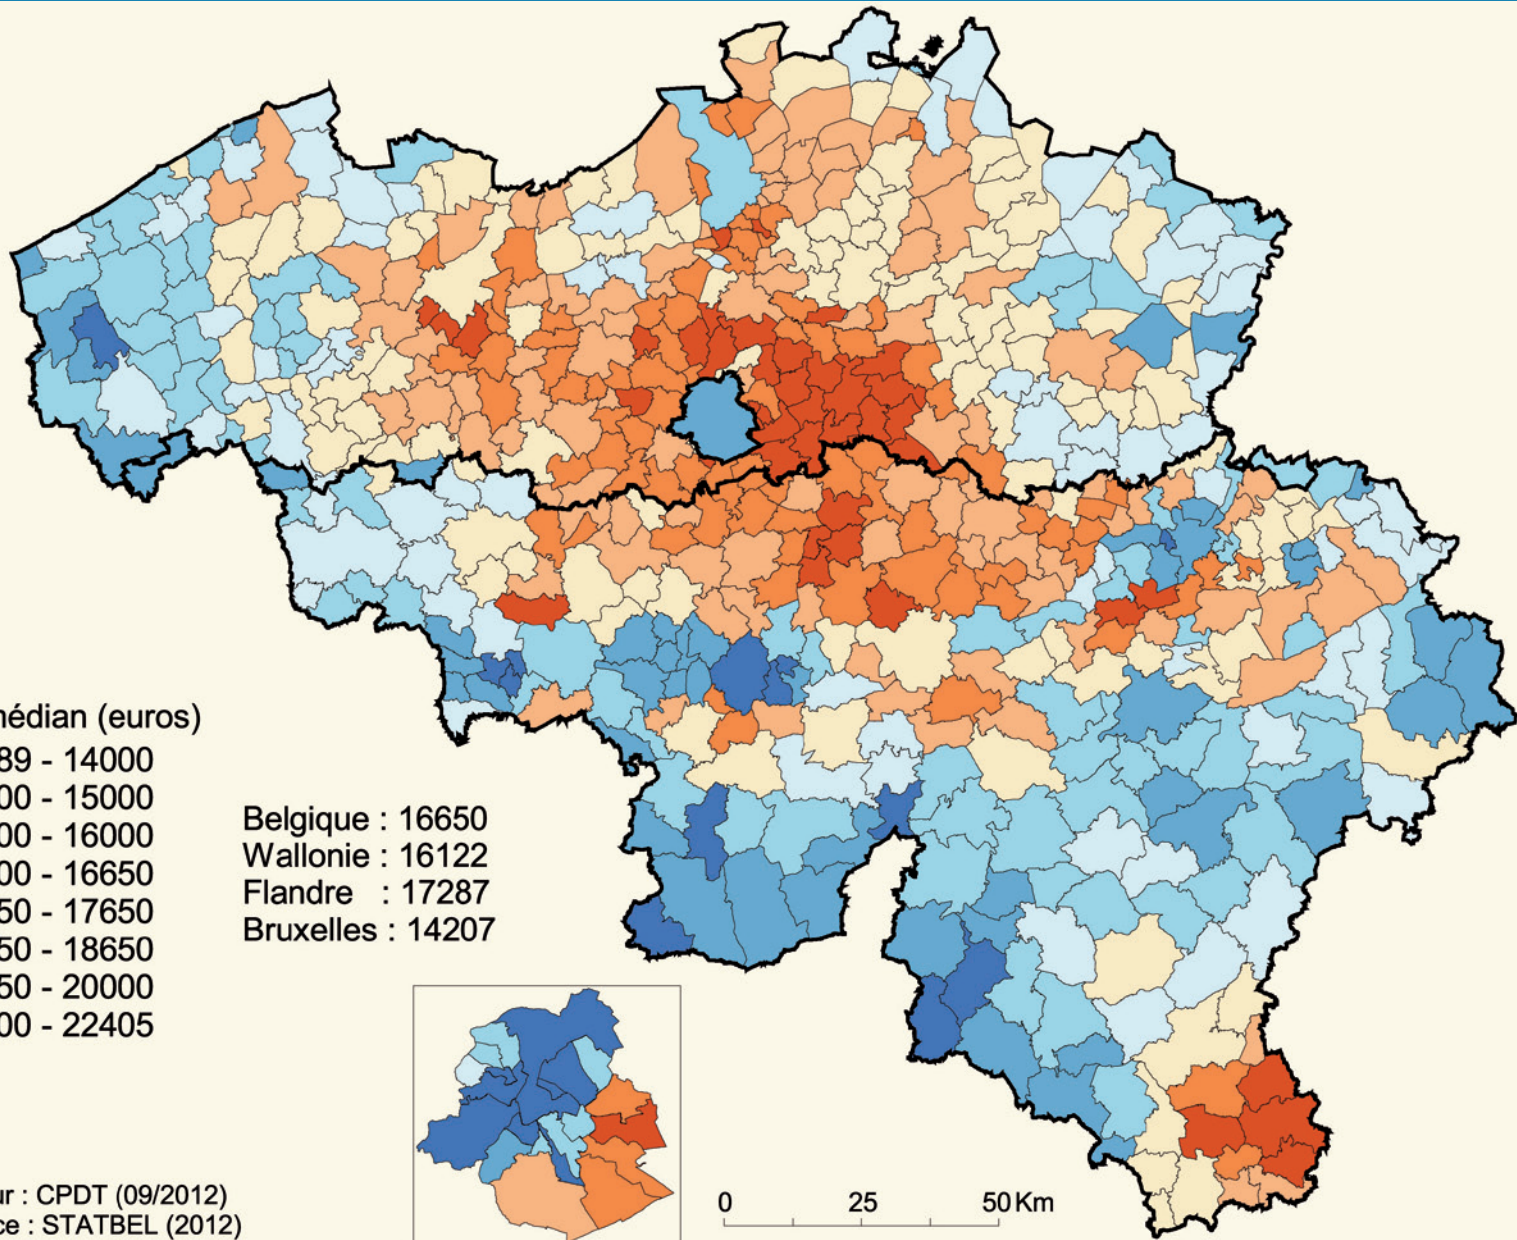 médian (euros)
89 - 14000
00 - 15000
00 - 16000
00 - 16650
50 - 17650
50 - 18650
50 - 20000
00 - 22405
Belgique : 16650
Wallonie : 16122
Flandre : 17287
Bruxelles : 14207
ur : CPDT (09/2012)
ce : STATBEL (2012)
0 25 50 Km